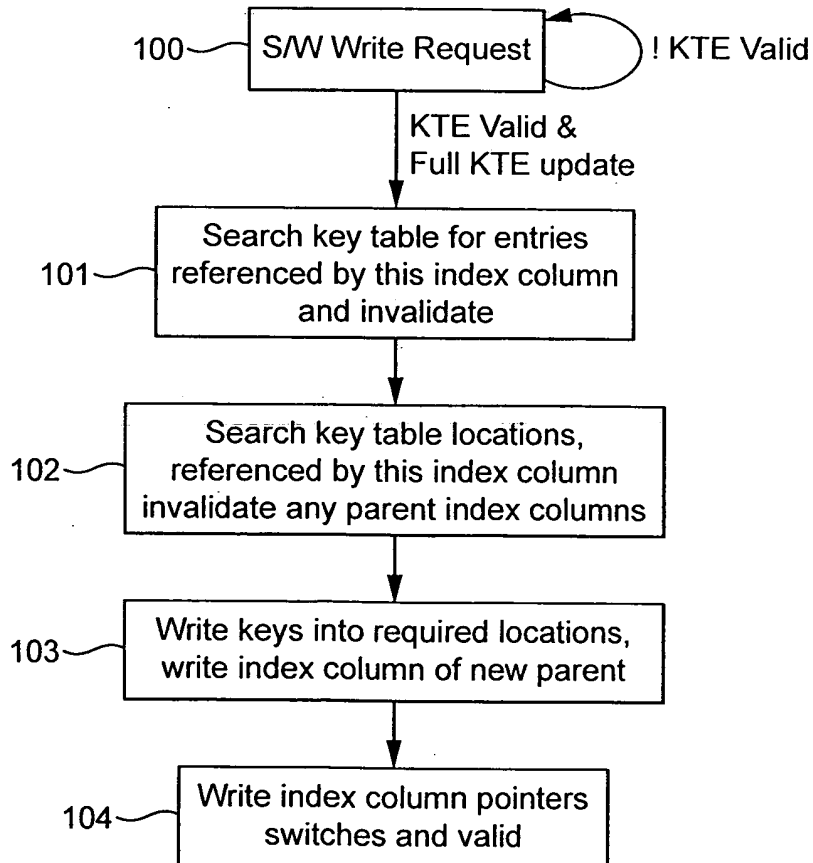 100
S/W Write Request
! KTE Valid
KTE Valid &
Full KTE update
101
Search key table for entries
referenced by this index column
and invalidate
102
Search key table locations,
referenced by this index column
invalidate any parent index columns
103
Write keys into required locations,
write index column of new parent
104
Write index column pointers
switches and valid